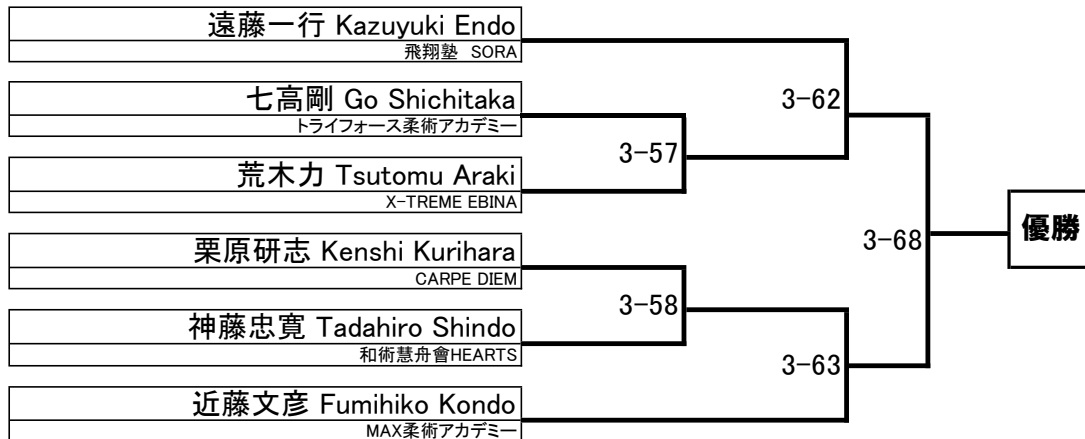 遠藤一行 Kazuyuki Endo
飛翔塾　SORA
七高剛 Go Shichitaka
トライフォース柔術アカデミー
荒木力 Tsutomu Araki
X-TREME EBINA
栗原研志 Kenshi Kurihara
CARPE DIEM
神藤忠寛 Tadahiro Shindo
和術慧舟會HEARTS
近藤文彦 Fumihiko Kondo
MAX柔術アカデミー
3-57
3-58
3-62
3-63
3-68
優勝